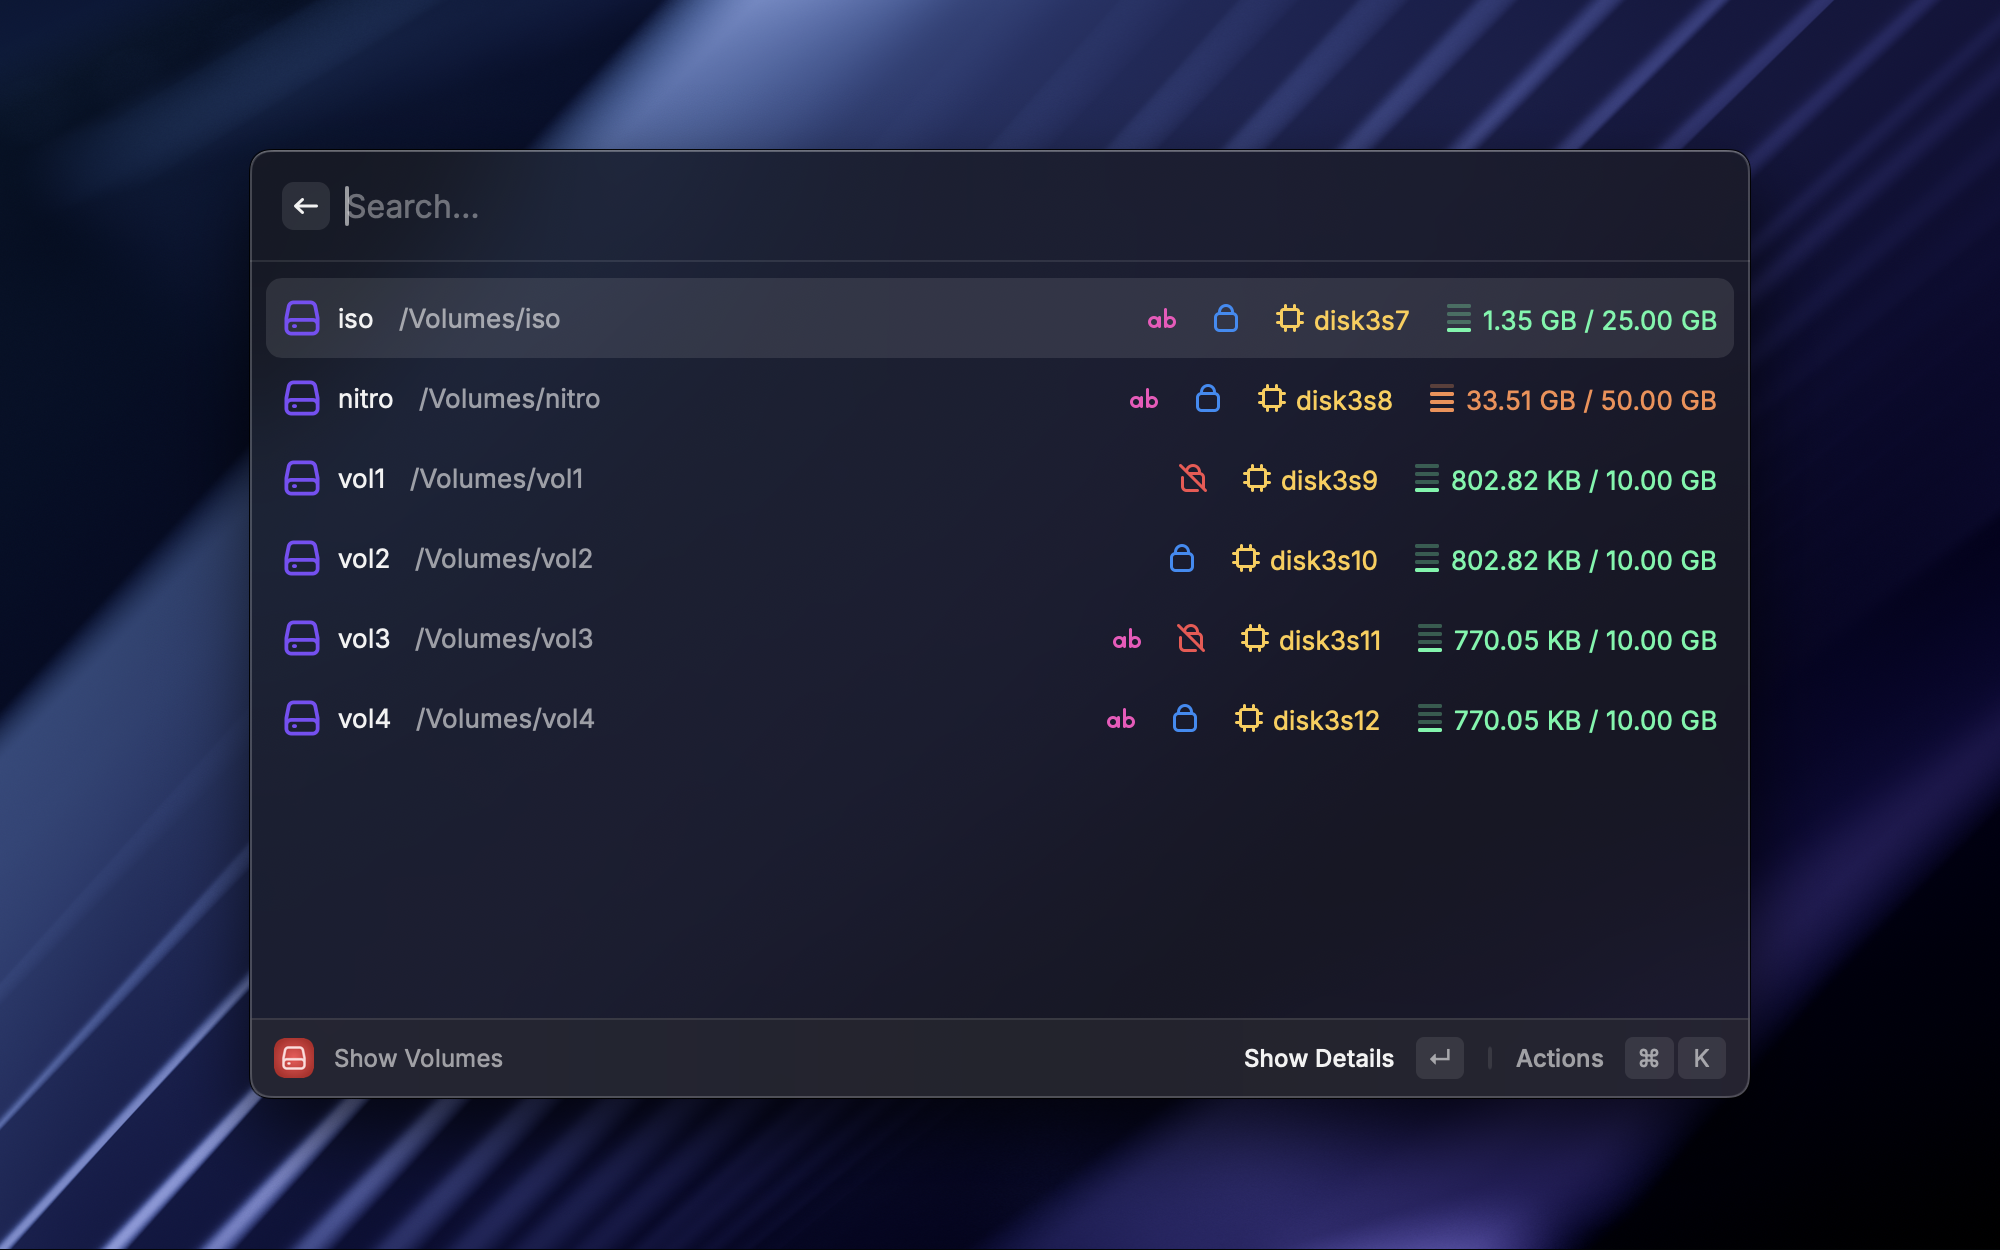 Search...
iso /Volumes/iso ab disk3s7 1.35 GB / 25.00 GB
nitro /Volumes/nitro ab disk3s8 33.51 GB / 50.00 GB
vol1 /Volumes/vol1 disk3s9 802.82 KB / 10.00 GB
vol2 /Volumes/vol2 disk3s10 802.82 KB / 10.00 GB
vol3 /Volumes/vol3 ab disk3s11 770.05 KB / 10.00 GB
vol4 /Volumes/vol4 ab disk3s12 770.05 KB / 10.00 GB
Show Volumes Show Details ↵ Actions ⌘ K